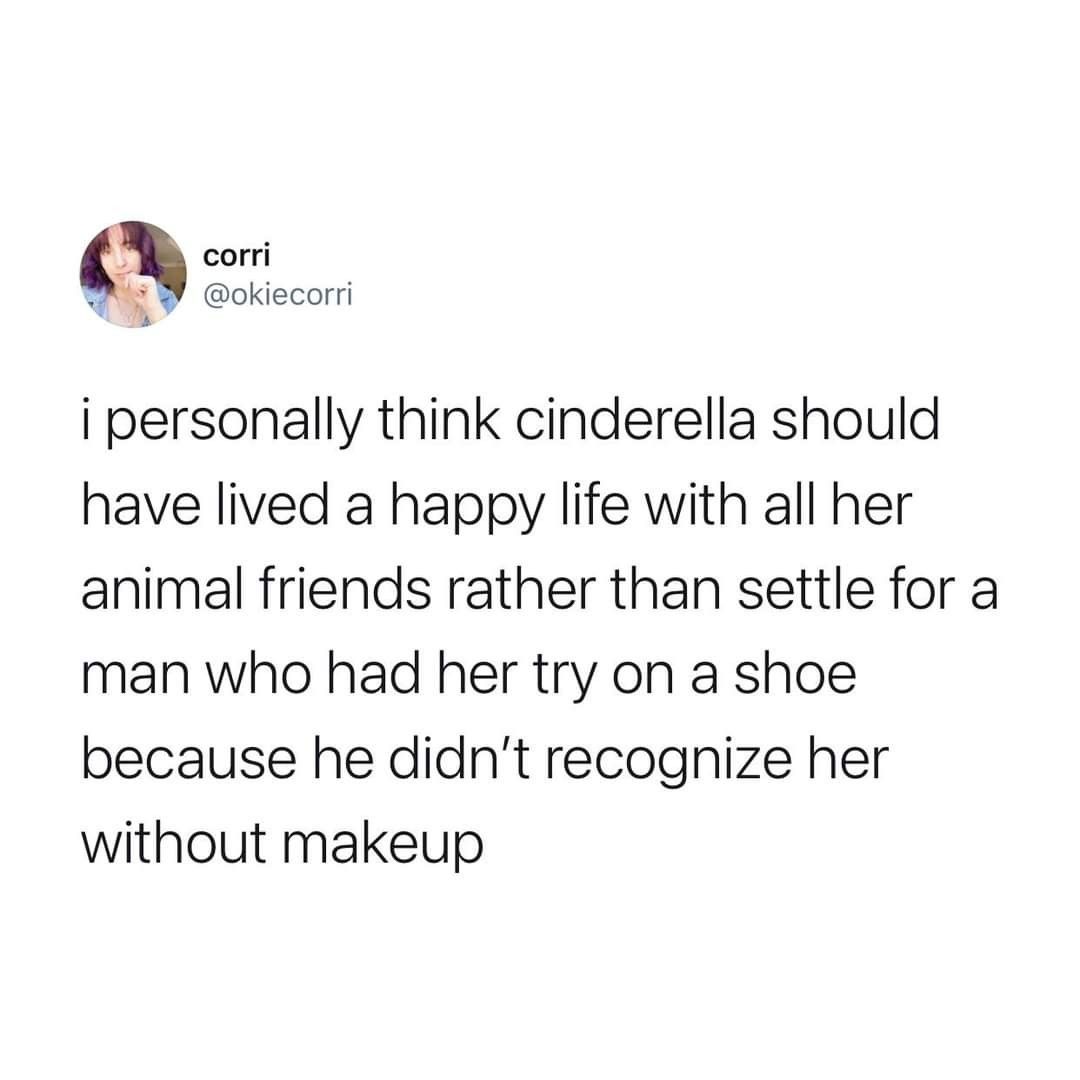 corri
@okiecorri
i personally think cinderella should
have lived a happy life with all her
animal friends rather than settle for a
man who had her try on a shoe
because he didn’t recognize her
without makeup